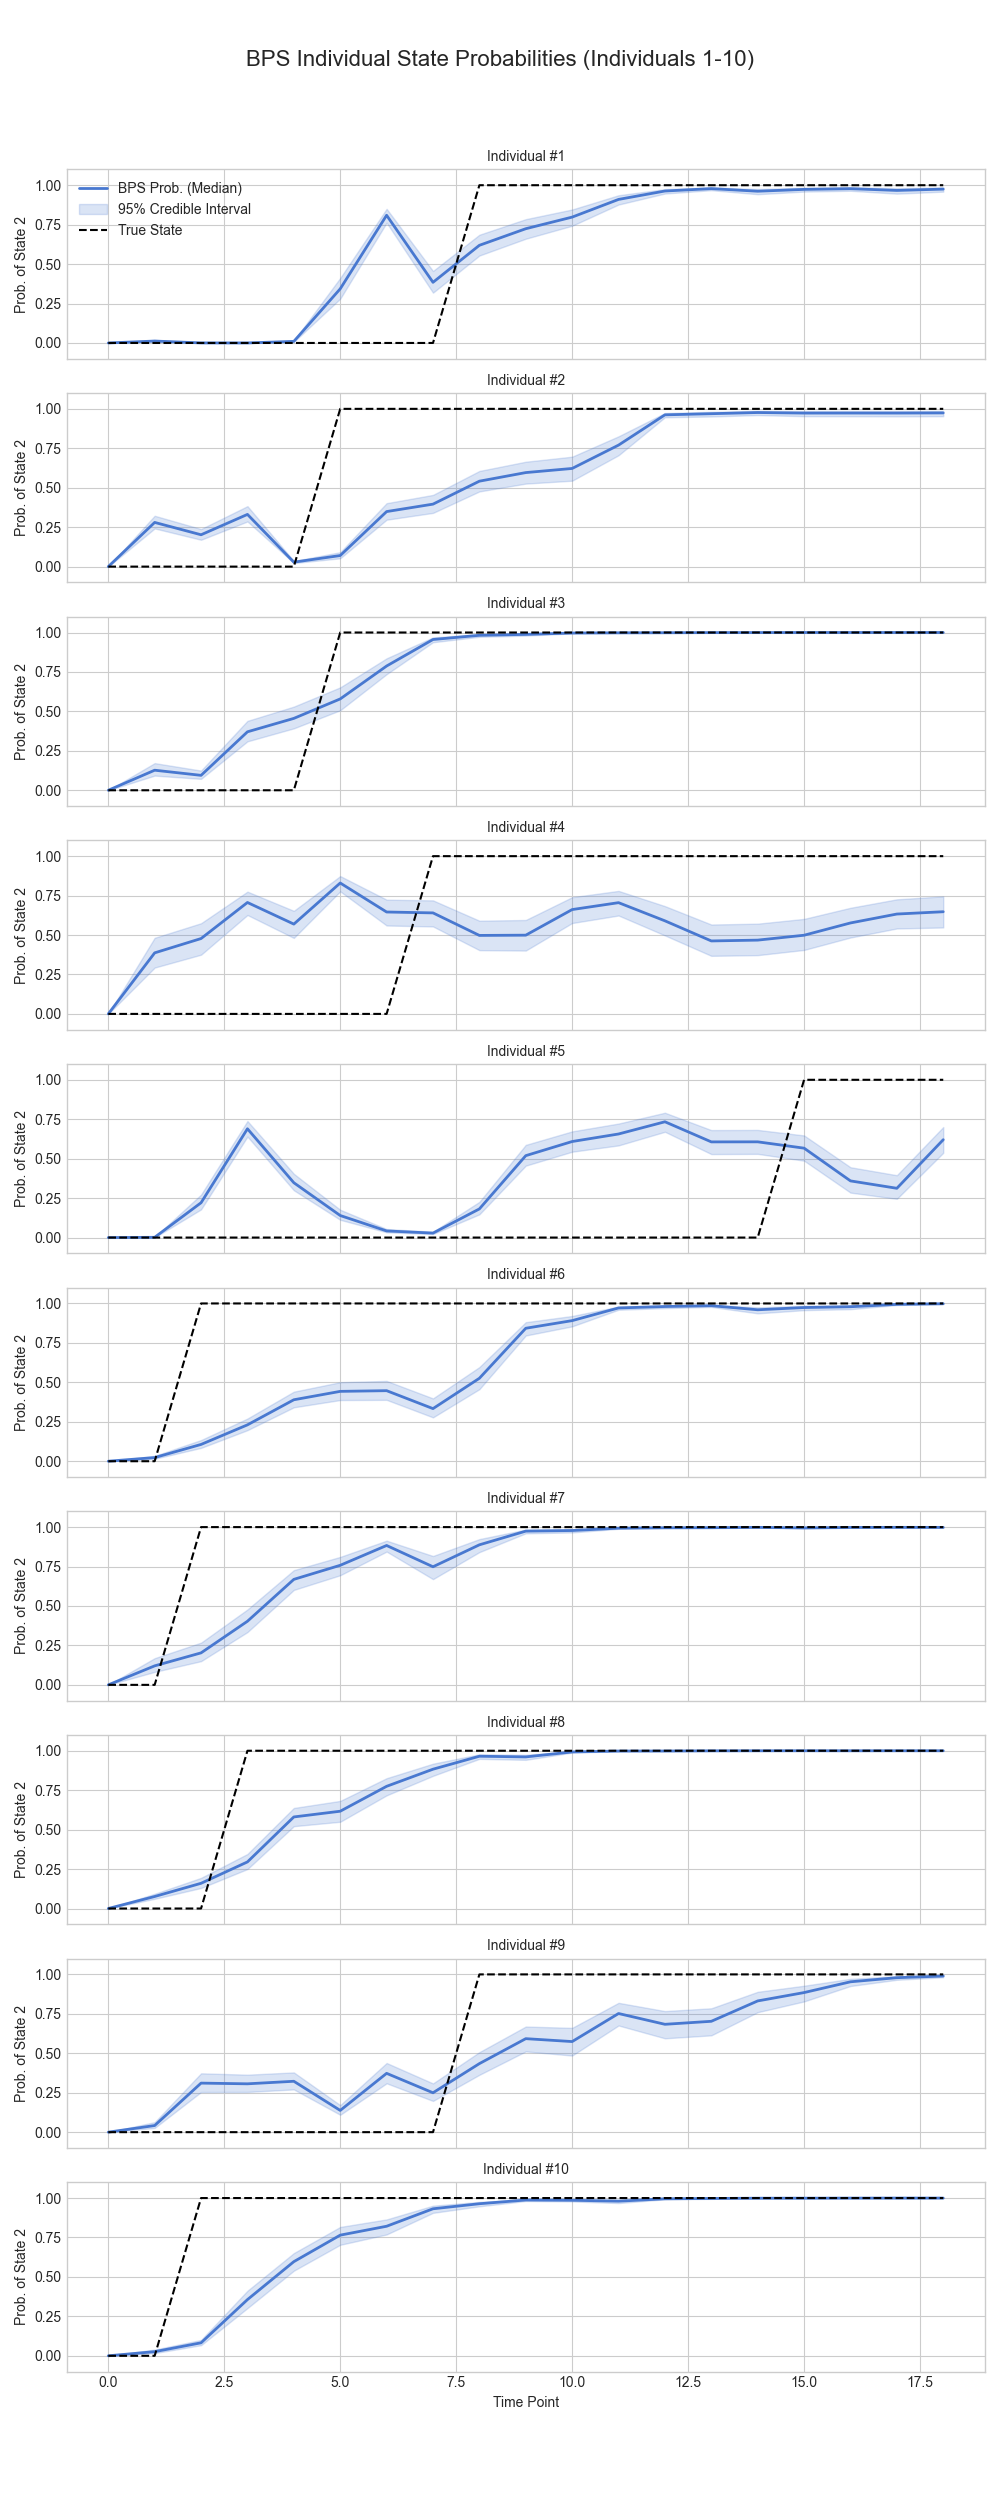 BPS Individual State Probabilities (Individuals 1-10)
Individual #1
BPS Prob. (Median)
95% Credible Interval
True State
Prob. of State 2
1.00
0.75
0.50
0.25
0.00
Individual #2
Prob. of State 2
1.00
0.75
0.50
0.25
0.00
Individual #3
Prob. of State 2
1.00
0.75
0.50
0.25
0.00
Individual #4
Prob. of State 2
1.00
0.75
0.50
0.25
0.00
Individual #5
Prob. of State 2
1.00
0.75
0.50
0.25
0.00
Individual #6
Prob. of State 2
1.00
0.75
0.50
0.25
0.00
Individual #7
Prob. of State 2
1.00
0.75
0.50
0.25
0.00
Individual #8
Prob. of State 2
1.00
0.75
0.50
0.25
0.00
Individual #9
Prob. of State 2
1.00
0.75
0.50
0.25
0.00
Individual #10
Prob. of State 2
1.00
0.75
0.50
0.25
0.00
0.0 2.5 5.0 7.5 10.0 12.5 15.0 17.5
Time Point